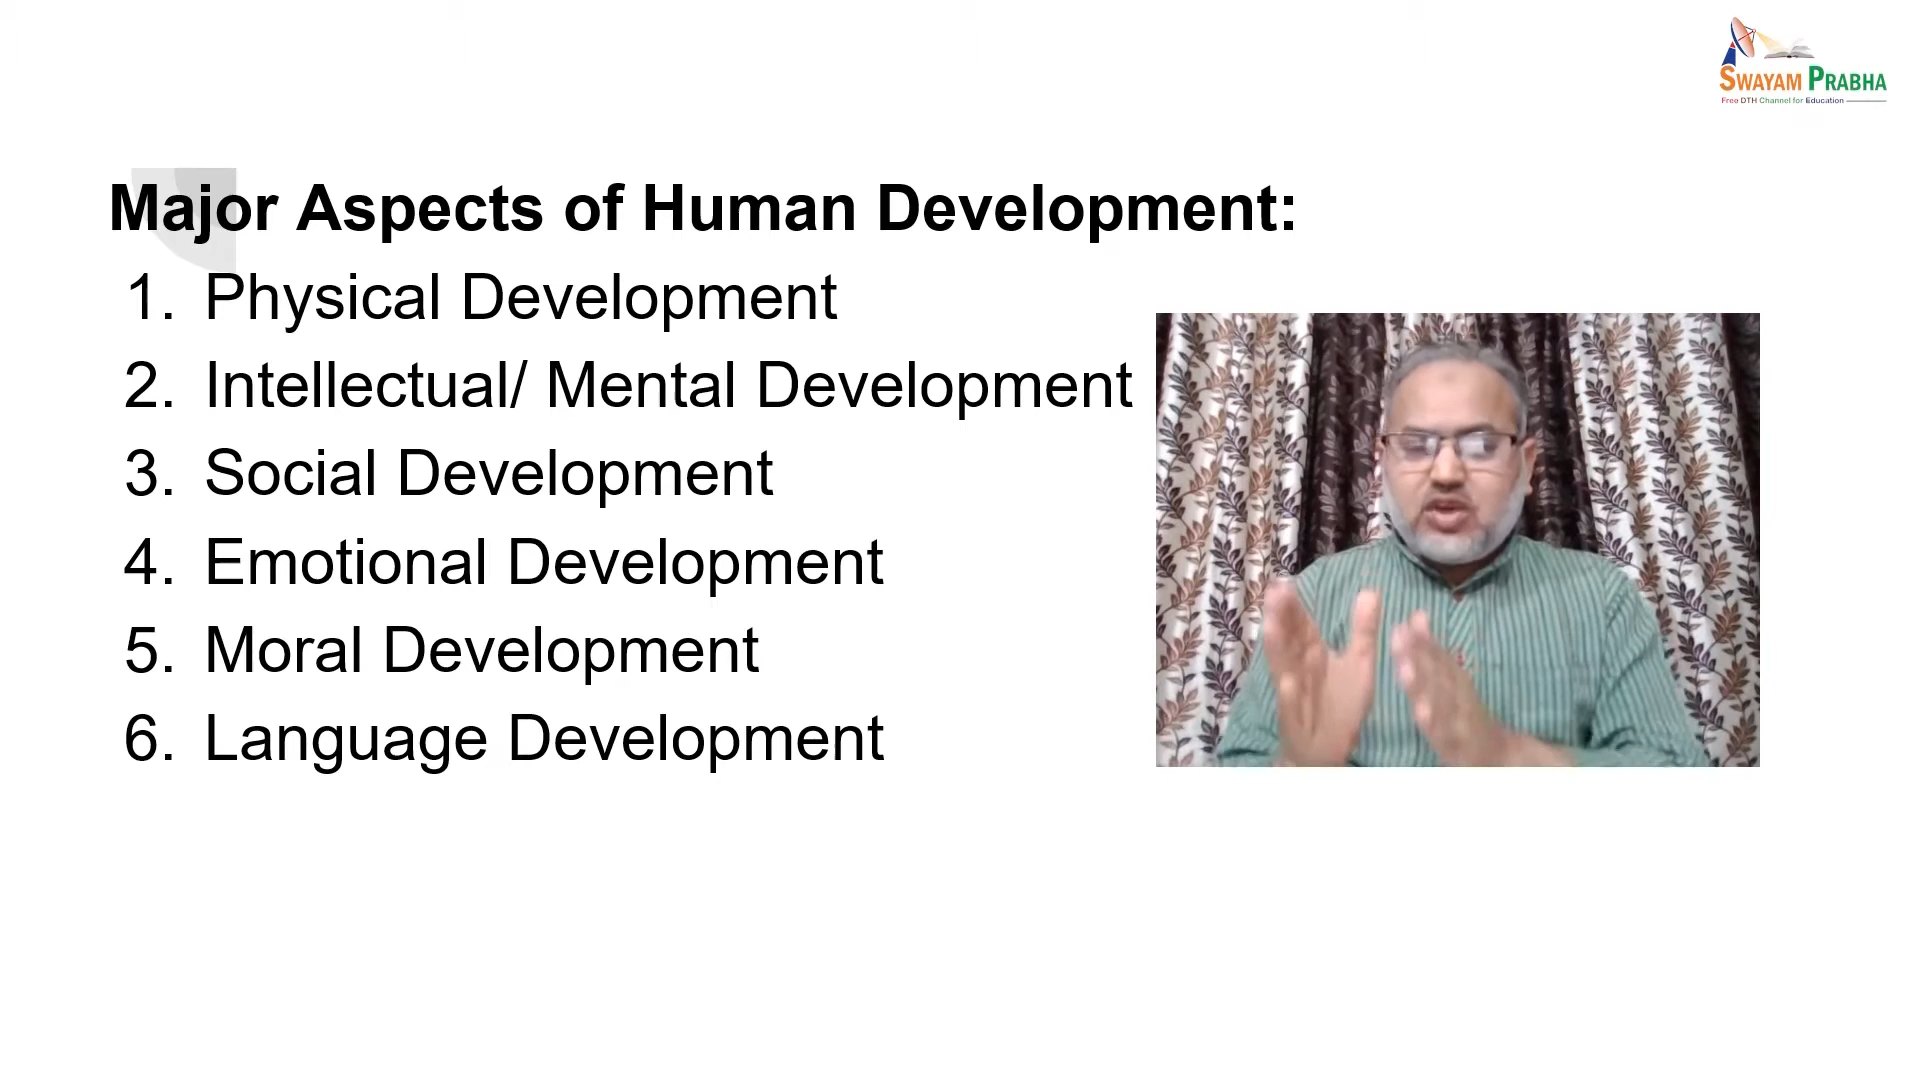 SWAYAM PRABHA
Free DTH Channel for Education
Major Aspects of Human Development:
1. Physical Development
2. Intellectual/ Mental Development
3. Social Development
4. Emotional Development
5. Moral Development
6. Language Development